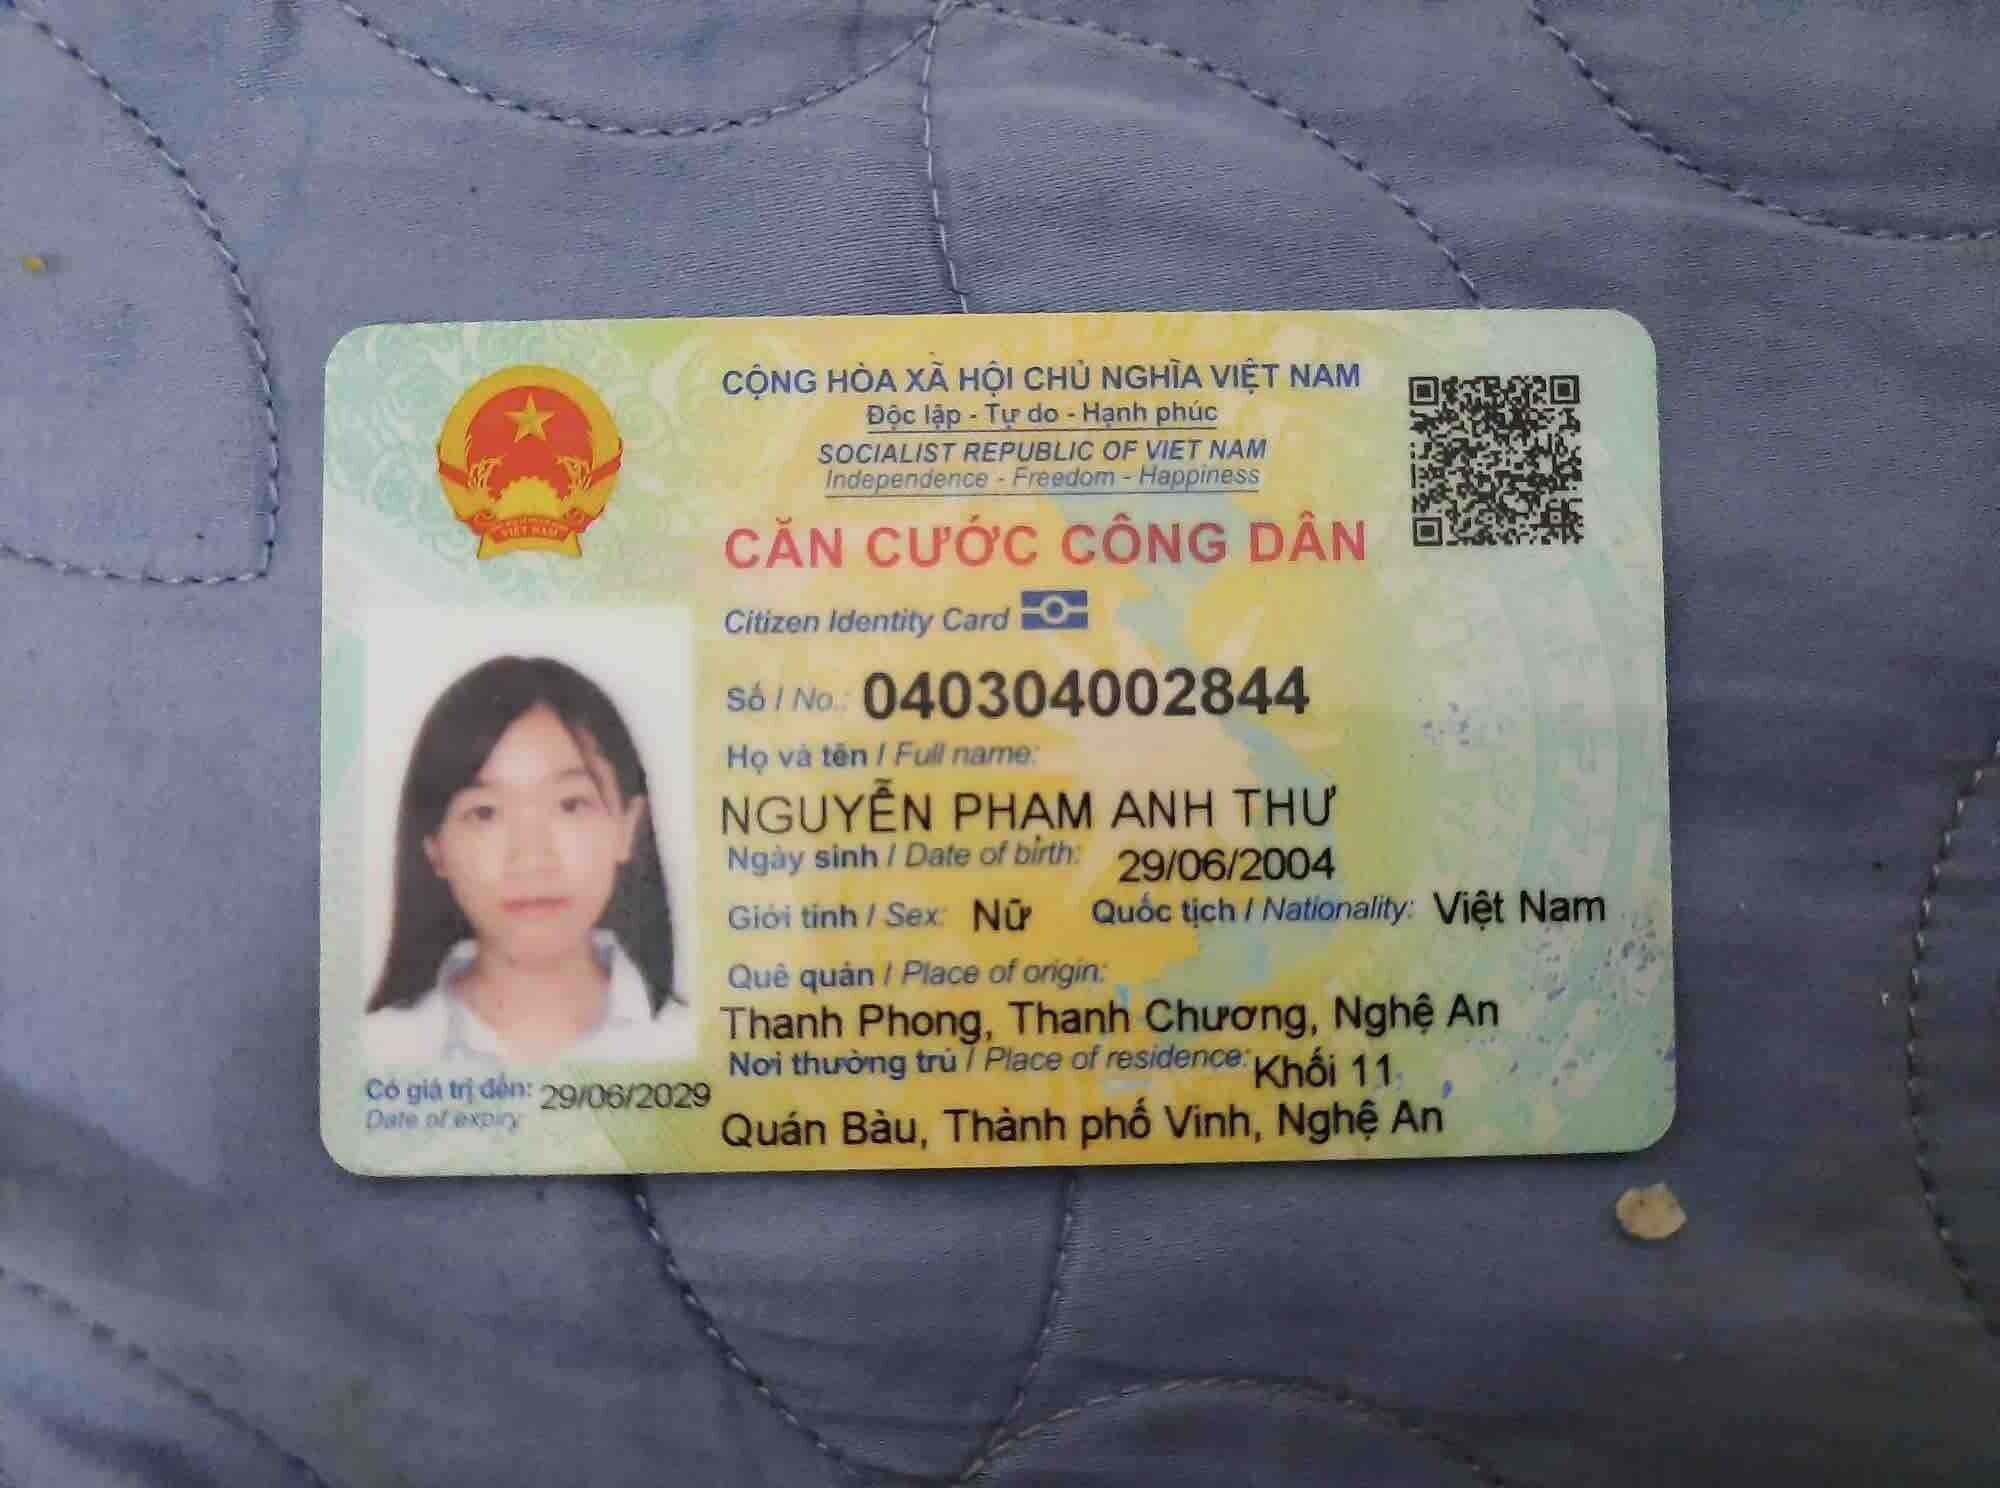 CỘNG HÒA XÃ HỘI CHỦ NGHĨA VIỆT NAM
Độc lập - Tự do - Hạnh phúc
SOCIALIST REPUBLIC OF VIET NAM
Independence - Freedom - Happiness
CĂN CƯỚC CÔNG DÂN
Citizen Identity Card
Số / No.: 040304002844
Họ và tên / Full name:
NGUYỄN PHẠM ANH THƯ
Ngày sinh / Date of birth: 29/06/2004
Giới tính / Sex: Nữ Quốc tịch / Nationality: Việt Nam
Quê quán / Place of origin:
Thanh Phong, Thanh Chương, Nghệ An
Nơi thường trú / Place of residence: Khối 11,
Quán Bàu, Thành phố Vinh, Nghệ An
Có giá trị đến: 29/06/2029
Date of expiry
VIỆT NAM